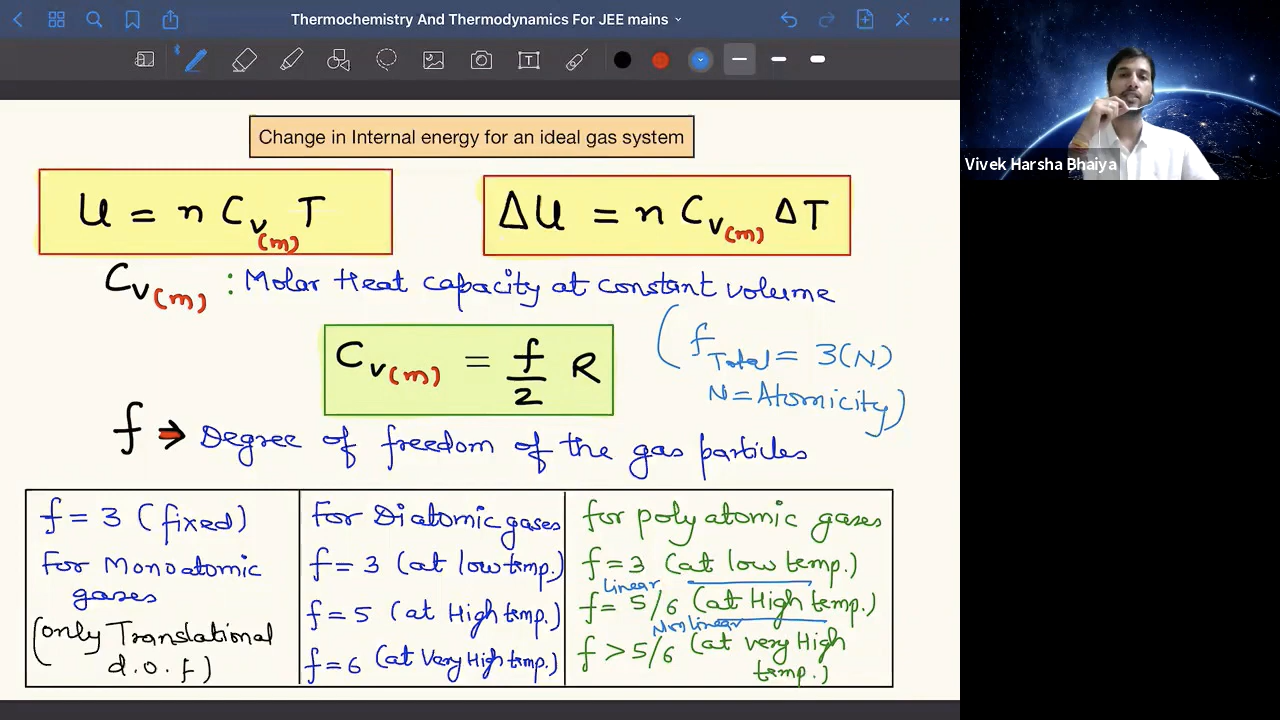 Thermochemistry And Thermodynamics For JEE mains
Vivek Harsha Bhaiya
Change in Internal energy for an ideal gas system
U = n Cv(m) T
ΔU = n Cv(m) ΔT
Cv(m) : Molar Heat capacity at constant volume
Cv(m) = f/2 R
(f Total = 3(N)
N = Atomicity)
f → Degree of freedom of the gas particles
f = 3 (fixed)
For Monoatomic
gases
(only Translational
d.o.f)
For Diatomic gases
f = 3 (at low temp.)
f = 5 (at High temp.)
f = 6 (at Very High temp.)
for polyatomic gases
f = 3 (at low temp.)
Linear
f = 5/6 (at High temp.)
Non linear
f > 5/6 (at very High
temp.)